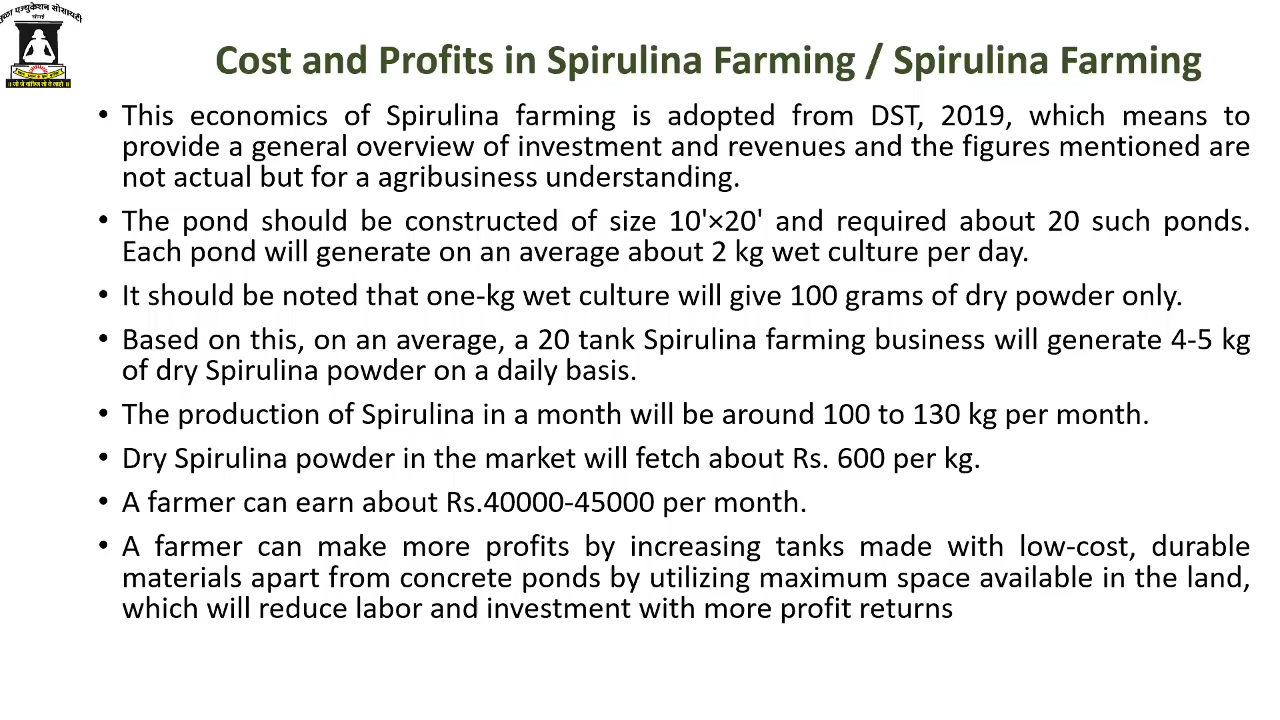 एज्युकेशन सोसायटी
Cost and Profits in Spirulina Farming / Spirulina Farming
• This economics of Spirulina farming is adopted from DST, 2019, which means to
provide a general overview of investment and revenues and the figures mentioned are
not actual but for a agribusiness understanding.
• The pond should be constructed of size 10'×20' and required about 20 such ponds.
Each pond will generate on an average about 2 kg wet culture per day.
• It should be noted that one-kg wet culture will give 100 grams of dry powder only.
• Based on this, on an average, a 20 tank Spirulina farming business will generate 4-5 kg
of dry Spirulina powder on a daily basis.
• The production of Spirulina in a month will be around 100 to 130 kg per month.
• Dry Spirulina powder in the market will fetch about Rs. 600 per kg.
• A farmer can earn about Rs.40000-45000 per month.
• A farmer can make more profits by increasing tanks made with low-cost, durable
materials apart from concrete ponds by utilizing maximum space available in the land,
which will reduce labor and investment with more profit returns